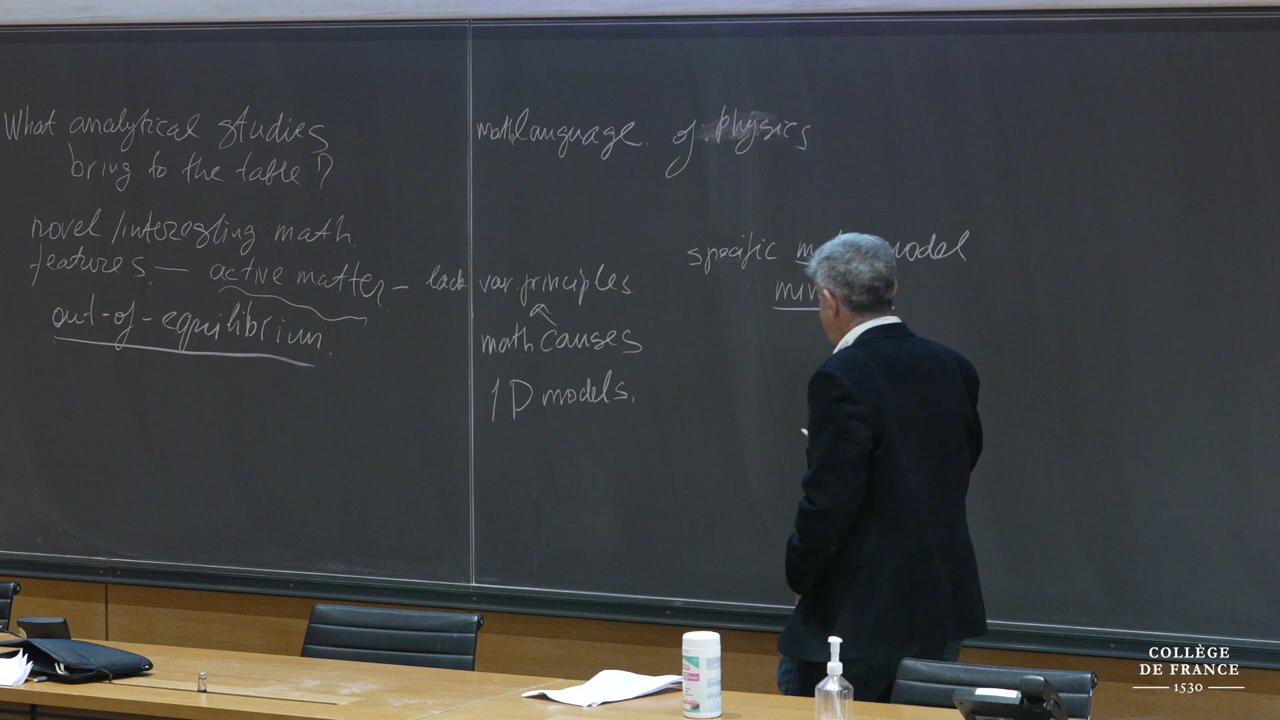 What analytical studies
bring to the table?
novel/interesting math
features — active matter – lack var. principles
out-of-equilibrium
math causes
1D models.
math language of physics
specific model
COLLÈGE
DE FRANCE
1530